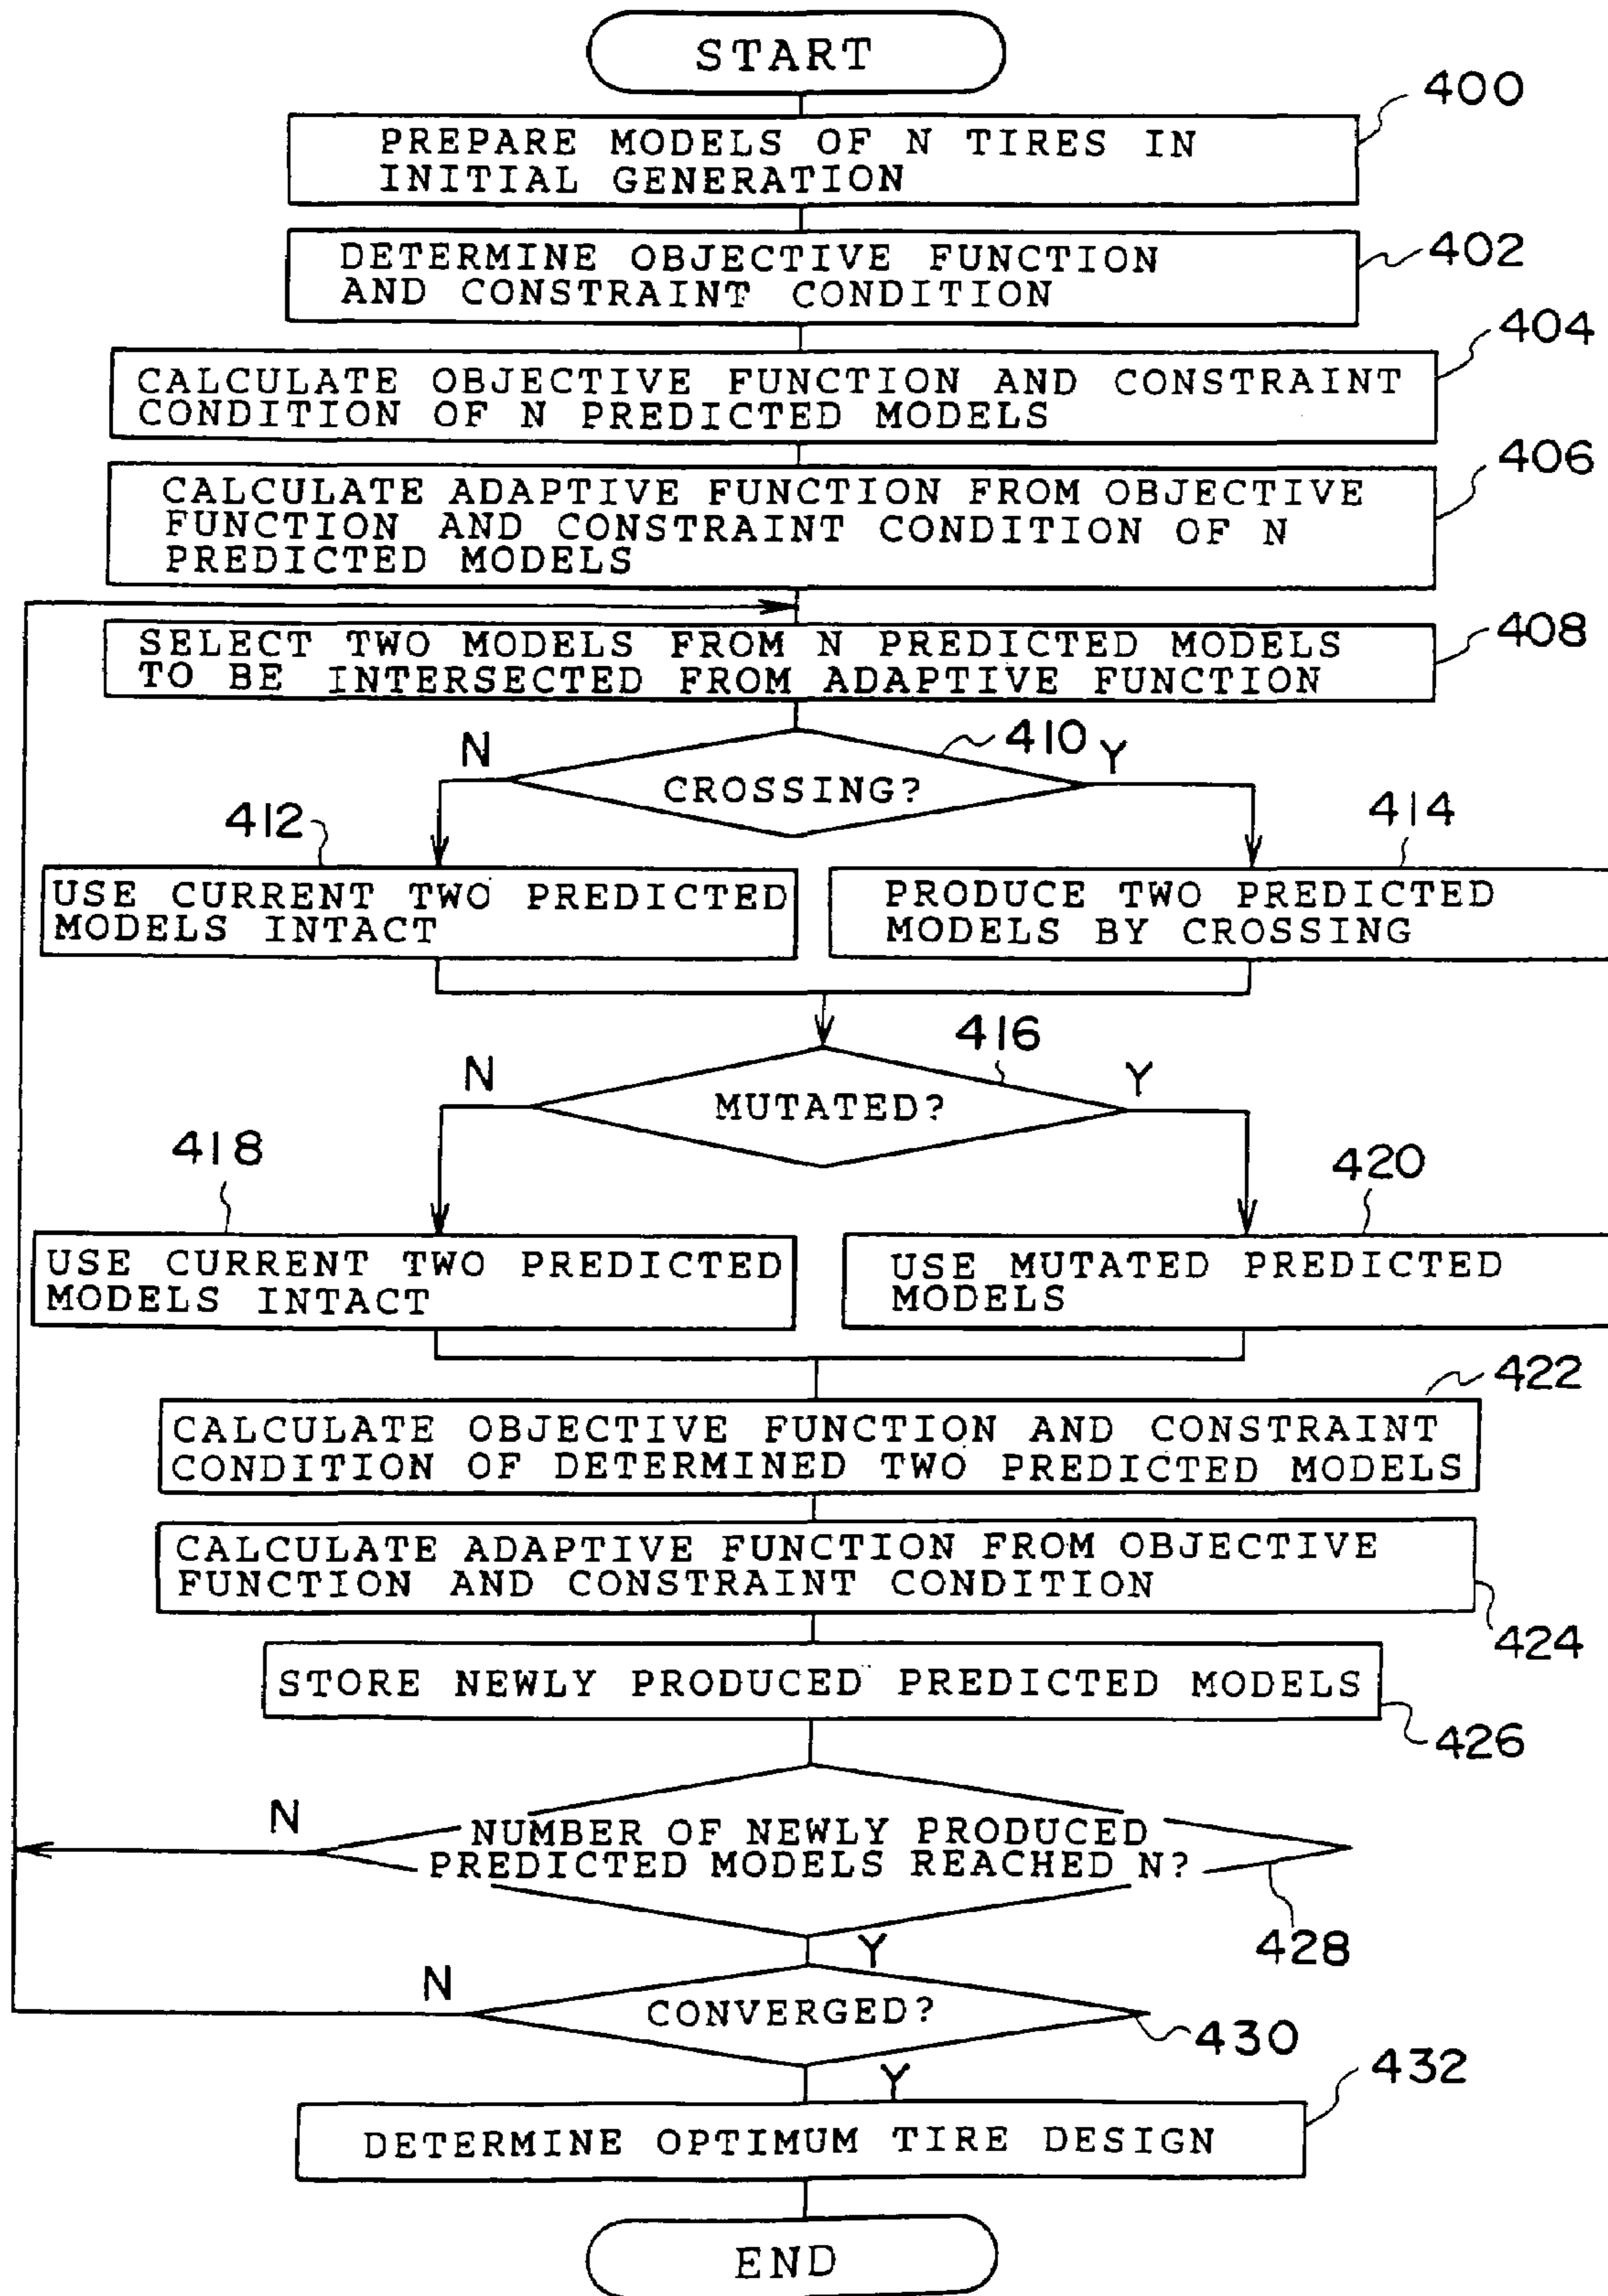 START
400
PREPARE MODELS OF N TIRES IN
INITIAL GENERATION
402
DETERMINE OBJECTIVE FUNCTION
AND CONSTRAINT CONDITION
404
CALCULATE OBJECTIVE FUNCTION AND CONSTRAINT
CONDITION OF N PREDICTED MODELS
406
CALCULATE ADAPTIVE FUNCTION FROM OBJECTIVE
FUNCTION AND CONSTRAINT CONDITION OF N
PREDICTED MODELS
408
SELECT TWO MODELS FROM N PREDICTED MODELS
TO BE INTERSECTED FROM ADAPTIVE FUNCTION
N
410
Y
CROSSING?
412
414
USE CURRENT TWO PREDICTED
MODELS INTACT
PRODUCE TWO PREDICTED
MODELS BY CROSSING
416
N
Y
MUTATED?
418
420
USE CURRENT TWO PREDICTED
MODELS INTACT
USE MUTATED PREDICTED
MODELS
422
CALCULATE OBJECTIVE FUNCTION AND CONSTRAINT
CONDITION OF DETERMINED TWO PREDICTED MODELS
CALCULATE ADAPTIVE FUNCTION FROM OBJECTIVE
FUNCTION AND CONSTRAINT CONDITION
424
STORE NEWLY PRODUCED PREDICTED MODELS
426
N
NUMBER OF NEWLY PRODUCED
PREDICTED MODELS REACHED N?
428
Y
N
CONVERGED?
430
Y
432
DETERMINE OPTIMUM TIRE DESIGN
END